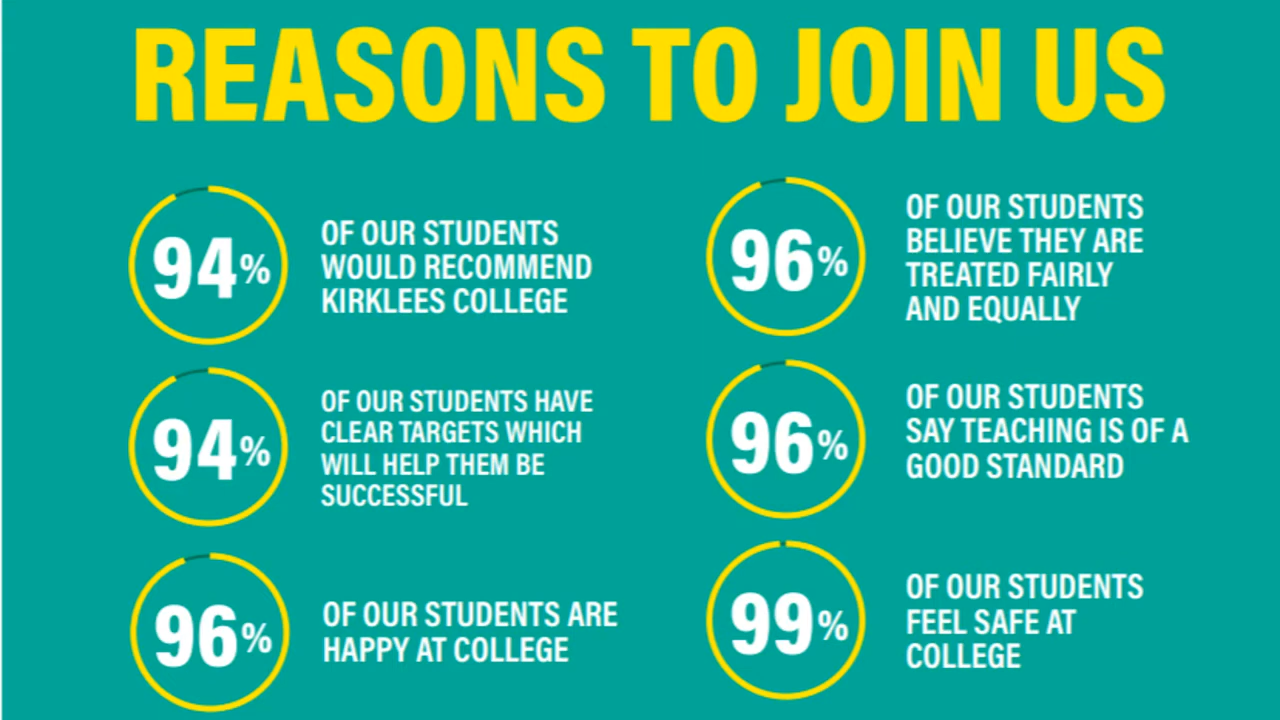 REASONS TO JOIN US
94%
OF OUR STUDENTS
WOULD RECOMMEND
KIRKLEES COLLEGE
94%
OF OUR STUDENTS HAVE
CLEAR TARGETS WHICH
WILL HELP THEM BE
SUCCESSFUL
96%
OF OUR STUDENTS ARE
HAPPY AT COLLEGE
96%
OF OUR STUDENTS
BELIEVE THEY ARE
TREATED FAIRLY
AND EQUALLY
96%
OF OUR STUDENTS
SAY TEACHING IS OF A
GOOD STANDARD
99%
OF OUR STUDENTS
FEEL SAFE AT
COLLEGE